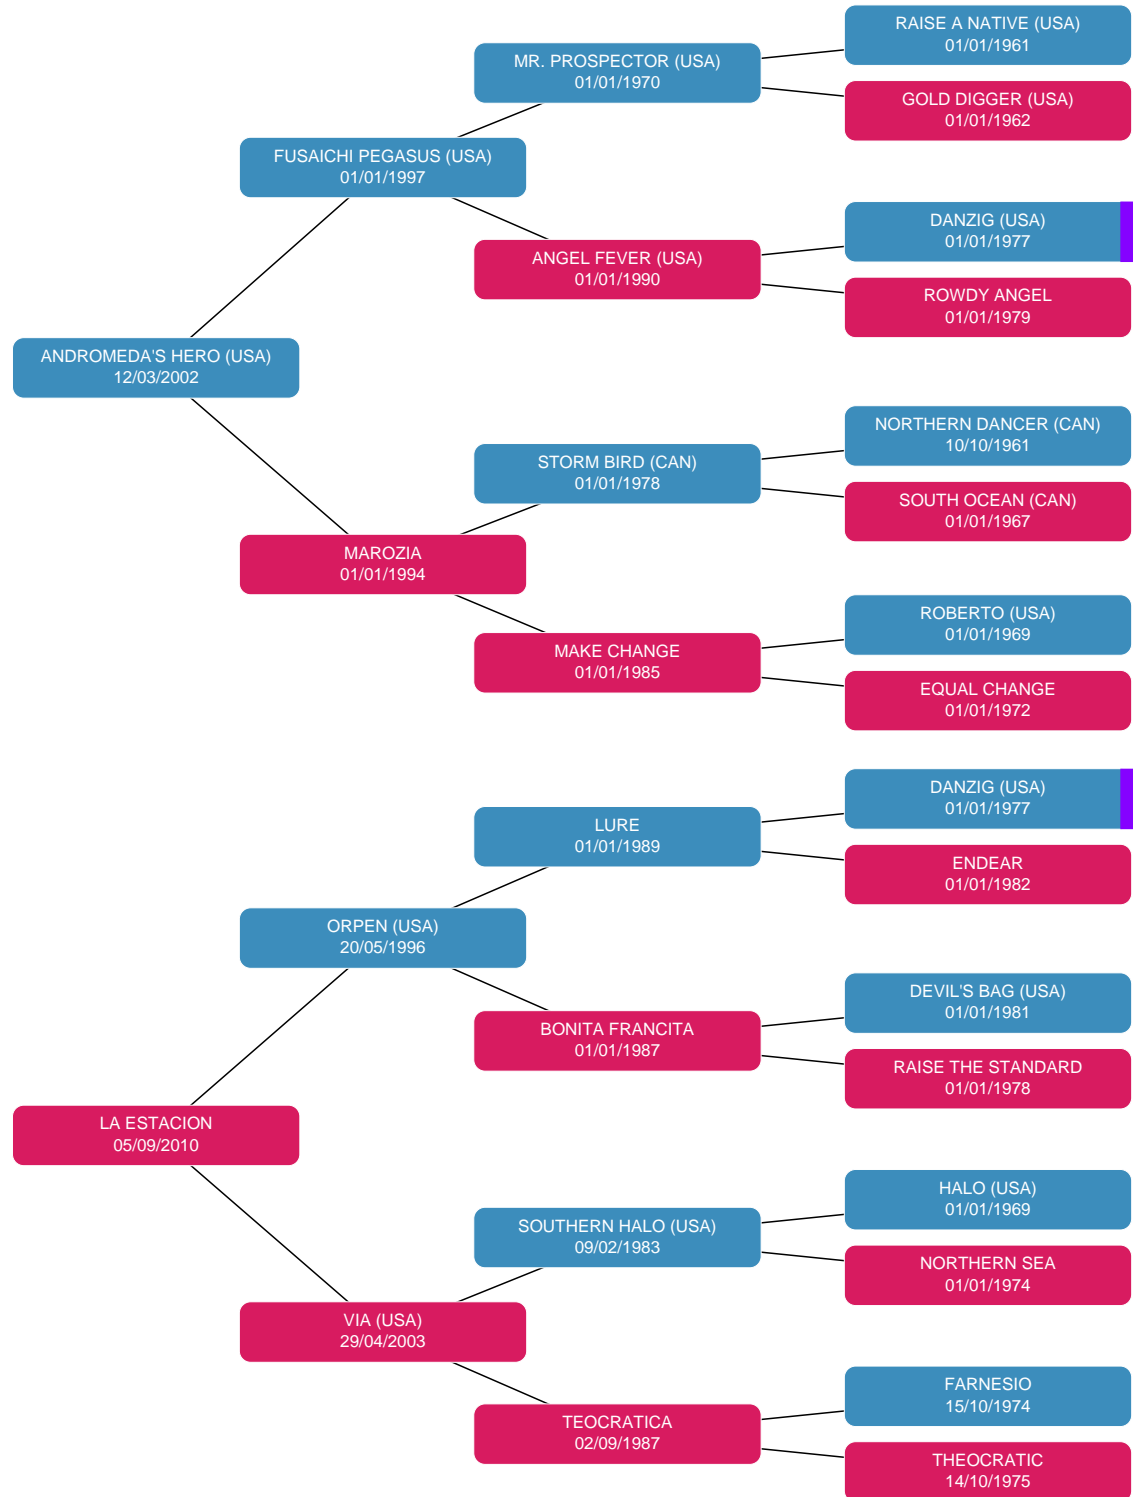 RAISE A NATIVE (USA)
01/01/1961
MR. PROSPECTOR (USA)
01/01/1970
GOLD DIGGER (USA)
01/01/1962
FUSAICHI PEGASUS (USA)
01/01/1997
DANZIG (USA)
01/01/1977
ANGEL FEVER (USA)
01/01/1990
ROWDY ANGEL
01/01/1979
ANDROMEDA'S HERO (USA)
12/03/2002
NORTHERN DANCER (CAN)
10/10/1961
STORM BIRD (CAN)
01/01/1978
SOUTH OCEAN (CAN)
01/01/1967
MAROZIA
01/01/1994
ROBERTO (USA)
01/01/1969
MAKE CHANGE
01/01/1985
EQUAL CHANGE
01/01/1972
DANZIG (USA)
01/01/1977
LURE
01/01/1989
ENDEAR
01/01/1982
ORPEN (USA)
20/05/1996
DEVIL'S BAG (USA)
01/01/1981
BONITA FRANCITA
01/01/1987
RAISE THE STANDARD
01/01/1978
LA ESTACION
05/09/2010
HALO (USA)
01/01/1969
SOUTHERN HALO (USA)
09/02/1983
NORTHERN SEA
01/01/1974
VIA (USA)
29/04/2003
FARNESIO
15/10/1974
TEOCRATICA
02/09/1987
THEOCRATIC
14/10/1975